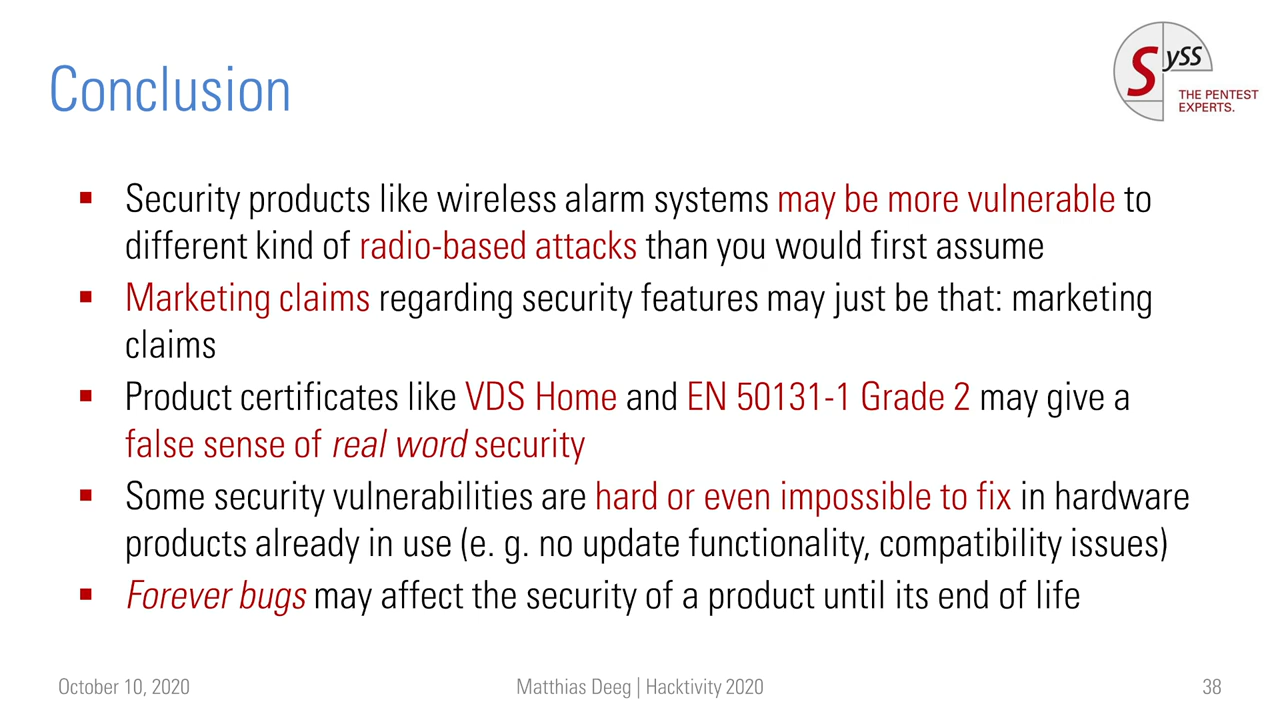 Conclusion
Syss
THE PENTEST
EXPERTS.
Security products like wireless alarm systems may be more vulnerable to
different kind of radio-based attacks than you would first assume
Marketing claims regarding security features may just be that: marketing
claims
Product certificates like VDS Home and EN 50131-1 Grade 2 may give a
false sense of real word security
Some security vulnerabilities are hard or even impossible to fix in hardware
products already in use (e. g. no update functionality, compatibility issues)
Forever bugs may affect the security of a product until its end of life
October 10, 2020
Matthias Deeg | Hacktivity 2020
38